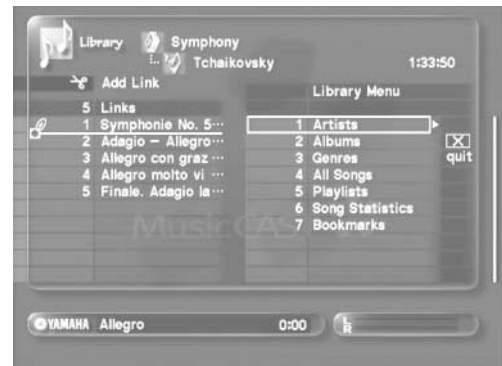 Library Symphony
Tchaikovsky
1:33:50
Add Link
Library Menu
5 Links
1 Symphonie No. 5···
2 Adagio – Allegro···
3 Allegro con graz ···
4 Allegro molto vi ···
5 Finale. Adagio la···
1 Artists
2 Albums
3 Genres
4 All Songs
5 Playlists
6 Song Statistics
7 Bookmarks
X
quit
MusicCAST
YAMAHA Allegro 0:00
L
R